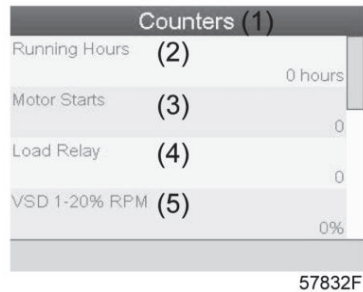 Counters (1)
Running Hours (2)
0 hours
Motor Starts (3)
0
Load Relay (4)
0
VSD 1-20% RPM (5)
0%
57832F